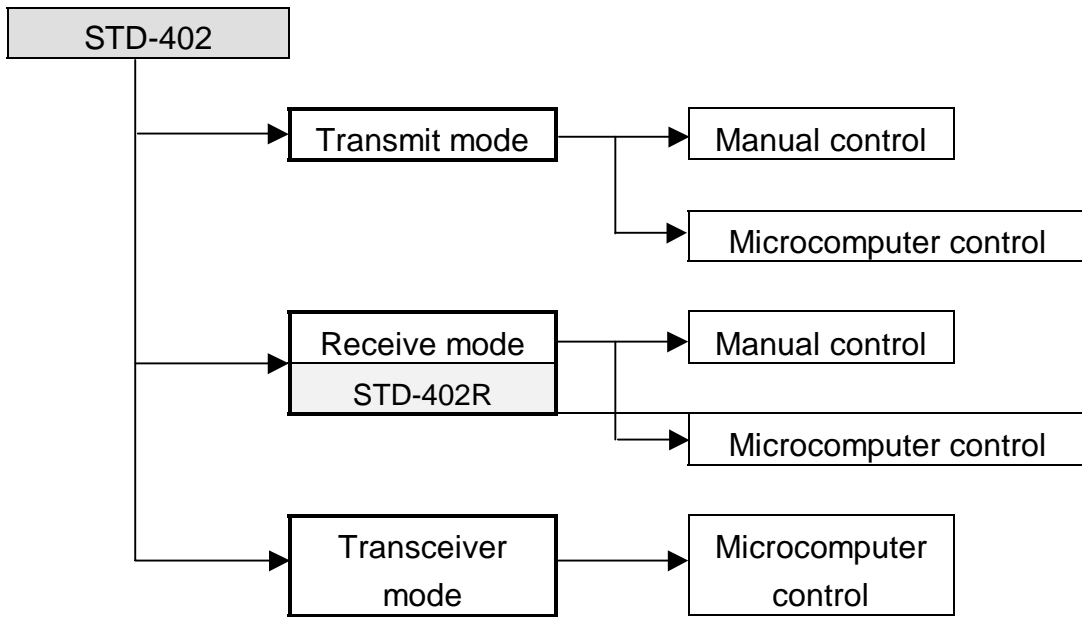 STD-402
Transmit mode
Manual control
Microcomputer control
Receive mode
STD-402R
Manual control
Microcomputer control
Transceiver
mode
Microcomputer
control